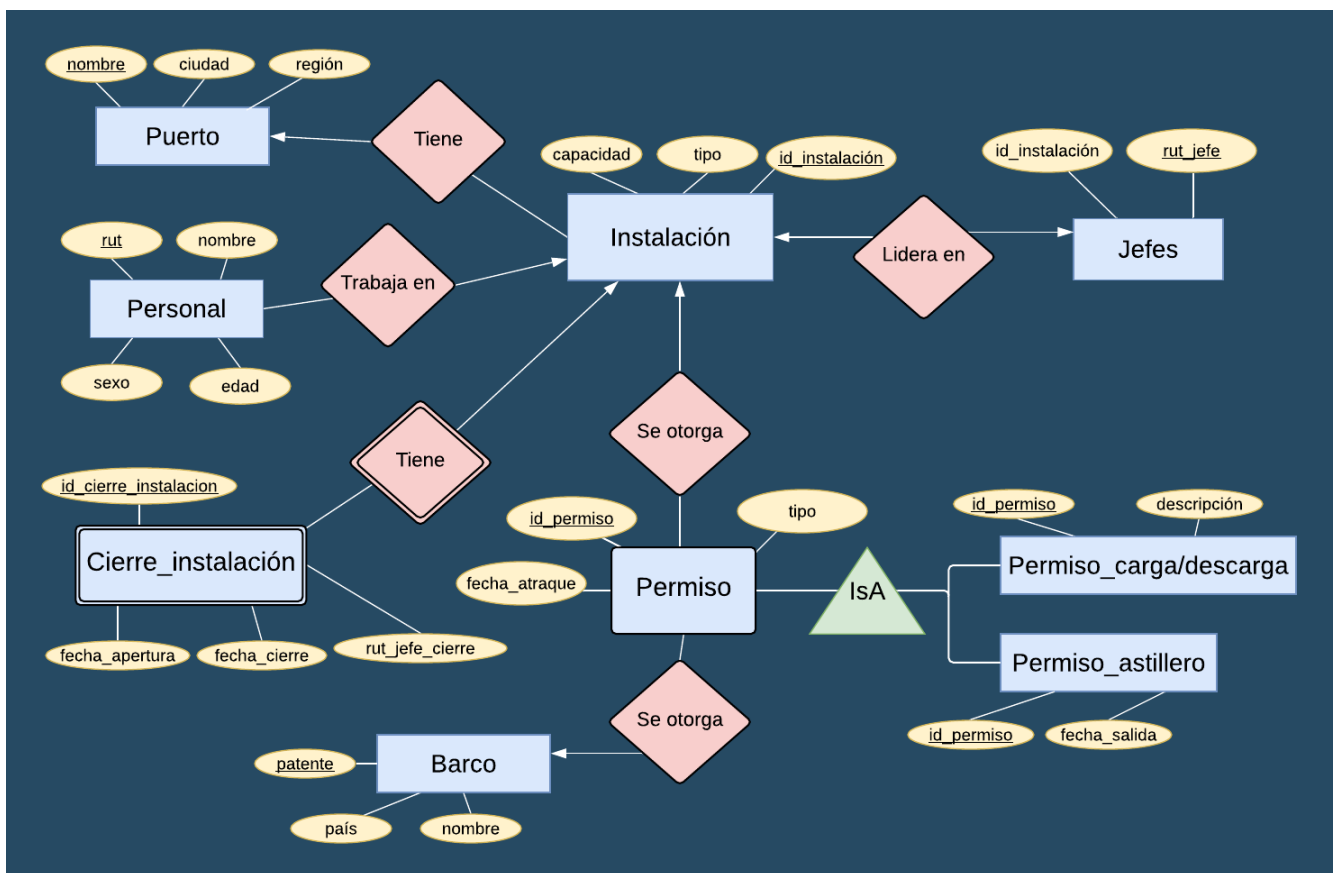 nombre
ciudad
región
Puerto
Tiene
capacidad
tipo
id_instalación
Instalación
id_instalación
rut_jefe
Lidera en
Jefes
rut
nombre
Personal
Trabaja en
sexo
edad
Se otorga
Tiene
id_cierre_instalacion
Cierre_instalación
fecha_apertura
fecha_cierre
rut_jefe_cierre
id_permiso
tipo
fecha_atraque
Permiso
IsA
id_permiso
descripción
Permiso_carga/descarga
Permiso_astillero
id_permiso
fecha_salida
Se otorga
patente
Barco
país
nombre